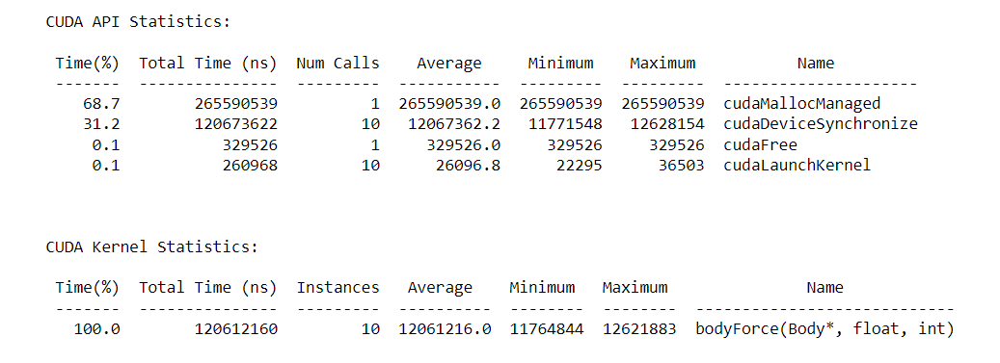 CUDA API Statistics:
Time(%) Total Time (ns) Num Calls Average Minimum Maximum Name
------- --------------- --------- ----------- --------- --------- ---------------------
68.7 265590539 1 265590539.0 265590539 265590539 cudaMallocManaged
31.2 120673622 10 12067362.2 11771548 12628154 cudaDeviceSynchronize
0.1 329526 1 329526.0 329526 329526 cudaFree
0.1 260968 10 26096.8 22295 36503 cudaLaunchKernel
CUDA Kernel Statistics:
Time(%) Total Time (ns) Instances Average Minimum Maximum Name
------- --------------- --------- ---------- -------- -------- ----------------------------
100.0 120612160 10 12061216.0 11764844 12621883 bodyForce(Body*, float, int)